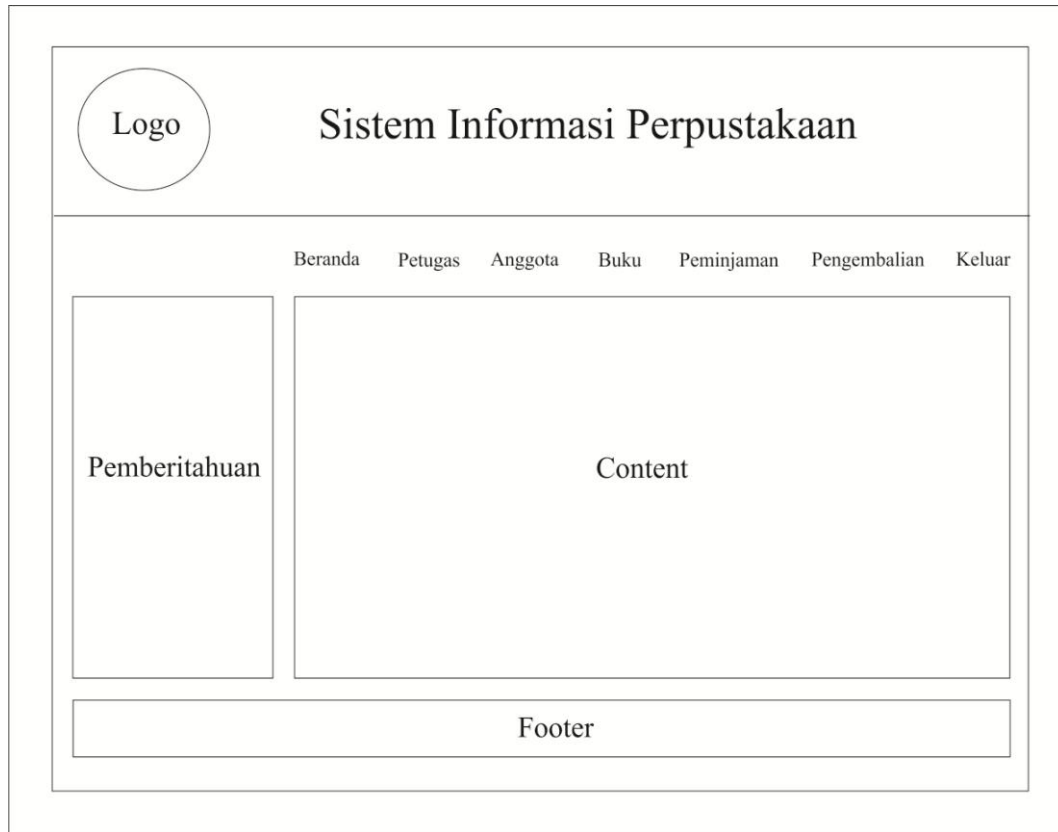 Logo
Sistem Informasi Perpustakaan
Beranda Petugas Anggota Buku Peminjaman Pengembalian Keluar
Pemberitahuan
Content
Footer